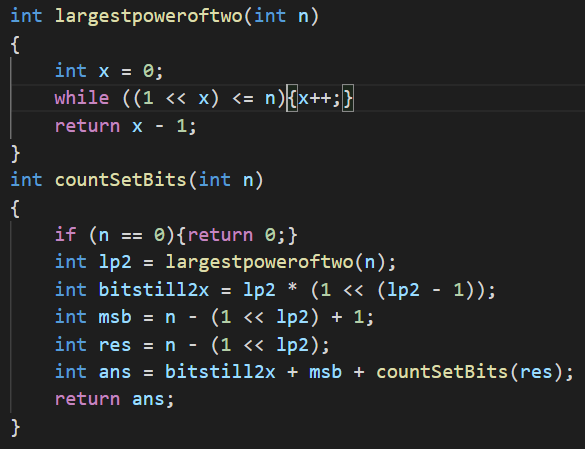 int largestpoweroftwo(int n)
{
    int x = 0;
    while ((1 << x) <= n){x++;}
    return x - 1;
}
int countSetBits(int n)
{
    if (n == 0){return 0;}
    int lp2 = largestpoweroftwo(n);
    int bitstill2x = lp2 * (1 << (lp2 - 1));
    int msb = n - (1 << lp2) + 1;
    int res = n - (1 << lp2);
    int ans = bitstill2x + msb + countSetBits(res);
    return ans;
}